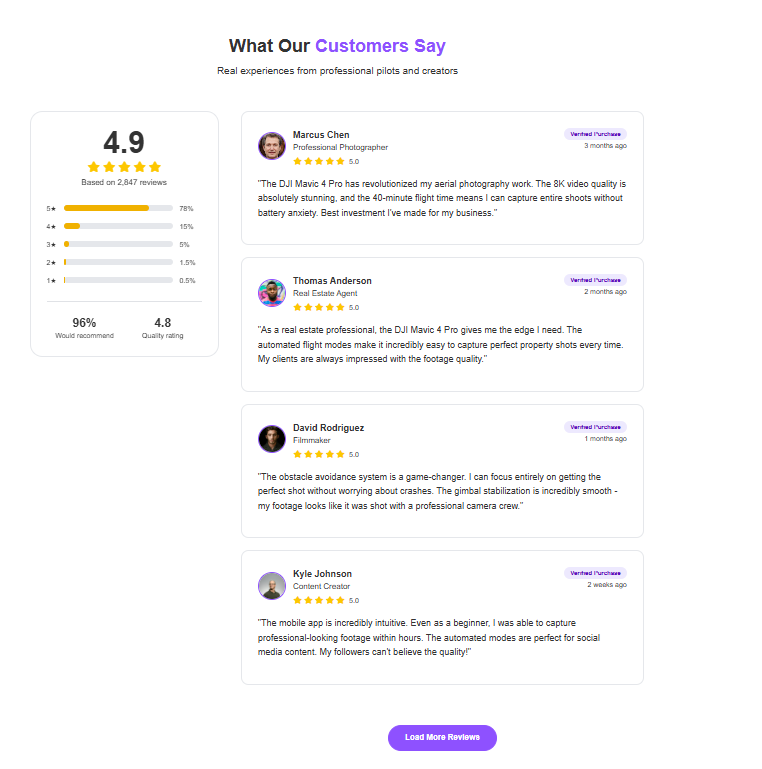 What Our Customers Say
Real experiences from professional pilots and creators
4.9
Based on 2,847 reviews
5★ 78%
4★ 15%
3★ 5%
2★ 1.5%
1★ 0.5%
96% 4.8
Would recommend Quality rating
Marcus Chen Verified Purchase
Professional Photographer 3 months ago
5.0
"The DJI Mavic 4 Pro has revolutionized my aerial photography work. The 8K video quality is
absolutely stunning, and the 40-minute flight time means I can capture entire shoots without
battery anxiety. Best investment I've made for my business."
Thomas Anderson Verified Purchase
Real Estate Agent 2 months ago
5.0
"As a real estate professional, the DJI Mavic 4 Pro gives me the edge I need. The
automated flight modes make it incredibly easy to capture perfect property shots every time.
My clients are always impressed with the footage quality."
David Rodriguez Verified Purchase
Filmmaker 1 months ago
5.0
"The obstacle avoidance system is a game-changer. I can focus entirely on getting the
perfect shot without worrying about crashes. The gimbal stabilization is incredibly smooth -
my footage looks like it was shot with a professional camera crew."
Kyle Johnson Verified Purchase
Content Creator 2 weeks ago
5.0
"The mobile app is incredibly intuitive. Even as a beginner, I was able to capture
professional-looking footage within hours. The automated modes are perfect for social
media content. My followers can't believe the quality!"
Load More Reviews